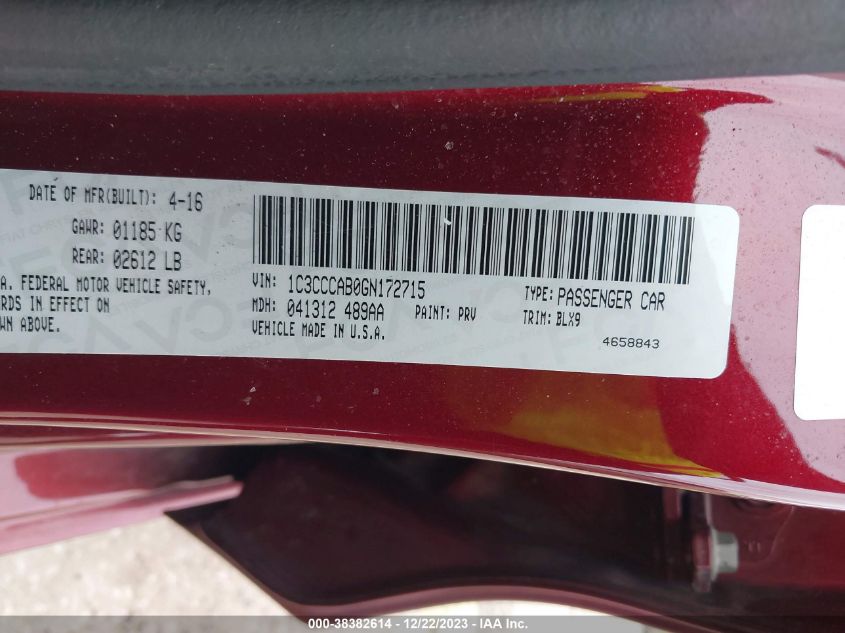 DATE OF MFR(BUILT): 4-16
GAWR: 01185 KG
REAR: 02612 LB
A. FEDERAL MOTOR VEHICLE SAFETY,
RDS IN EFFECT ON
WN ABOVE.
VIN: 1C3CCCAB0GN172715
TYPE: PASSENGER CAR
MDH: 041312 489AA
PAINT: PRV
TRIM: BLX9
VEHICLE MADE IN U.S.A.
4658843
000-38382614 - 12/22/2023 - IAAI Inc.